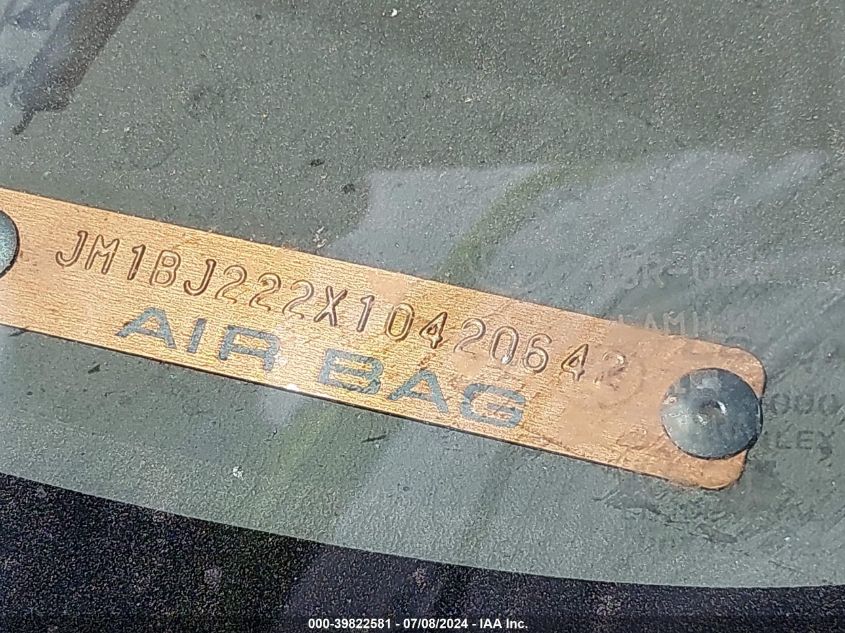 JM1BJ222X10420642
AIR BAG
000-39822581 - 07/08/2024 - IAA Inc.